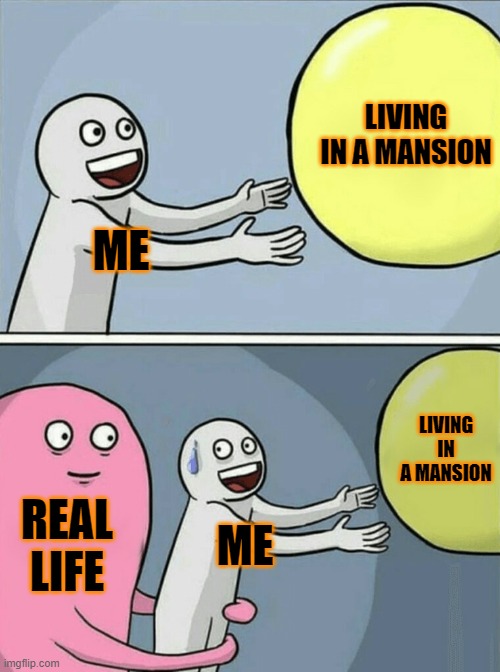 LIVING
IN A MANSION
ME
LIVING
IN
A MANSION
REAL
LIFE
ME
imgflip.com